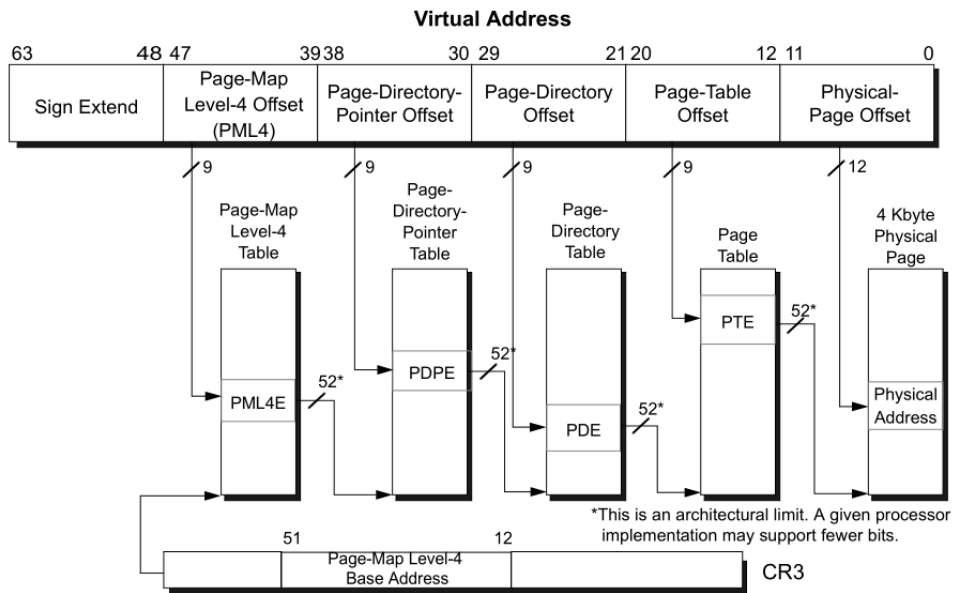 Virtual Address
63 48 47 39 38 30 29 21 20 12 11 0
Sign Extend
Page-Map
Level-4 Offset
(PML4)
Page-Directory-
Pointer Offset
Page-Directory
Offset
Page-Table
Offset
Physical-
Page Offset
9
9
9
9
12
Page-Map
Level-4
Table
Page-
Directory-
Pointer
Table
Page-
Directory
Table
Page
Table
4 Kbyte
Physical
Page
PML4E
52*
PDPE
52*
PDE
52*
PTE
52*
Physical
Address
*This is an architectural limit. A given processor
implementation may support fewer bits.
51 12
Page-Map Level-4
Base Address
CR3